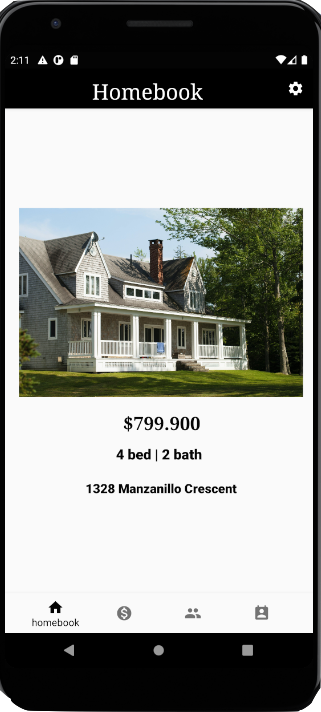 2:11
Homebook
$799.900
4 bed | 2 bath
1328 Manzanillo Crescent
homebook